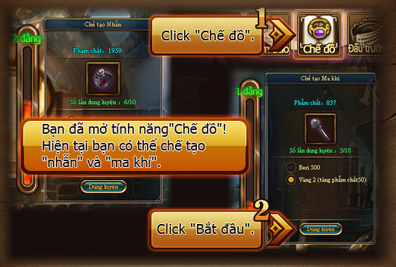 Chế tạo Nhẫn
2 đẳng
Phẩm chất: 1959
Số lần dung luyện : 6/10
Dung luyện
1
Click "Chế đồ".
Chế đồ
Đấu trường
Bạn đã mở tính năng"Chế đồ"!
Hiện tại bạn có thể chế tạo
"nhẫn" và "ma khí".
Chế tạo Ma khí
1 đẳng
Phẩm chất: 837
Số lần dung luyện : 3/10
Beri 500
Vàng 2 (tăng phẩm chất50)
Dung luyện
2
Click "Bắt đầu".